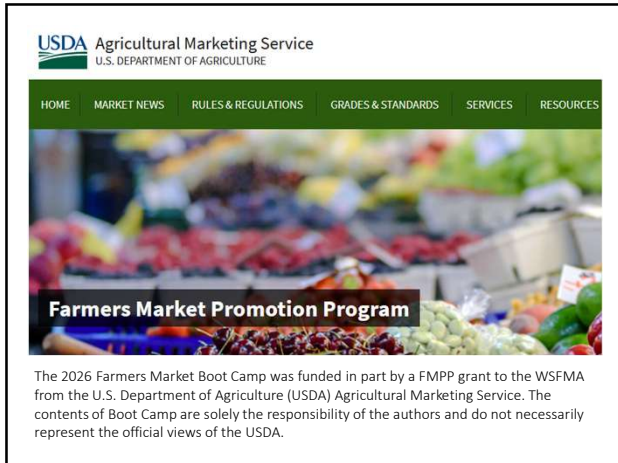 USDA Agricultural Marketing Service
U.S. DEPARTMENT OF AGRICULTURE
HOME MARKET NEWS RULES & REGULATIONS GRADES & STANDARDS SERVICES RESOURCES
Farmers Market Promotion Program
The 2026 Farmers Market Boot Camp was funded in part by a FMPP grant to the WSFMA
from the U.S. Department of Agriculture (USDA) Agricultural Marketing Service. The
contents of Boot Camp are solely the responsibility of the authors and do not necessarily
represent the official views of the USDA.